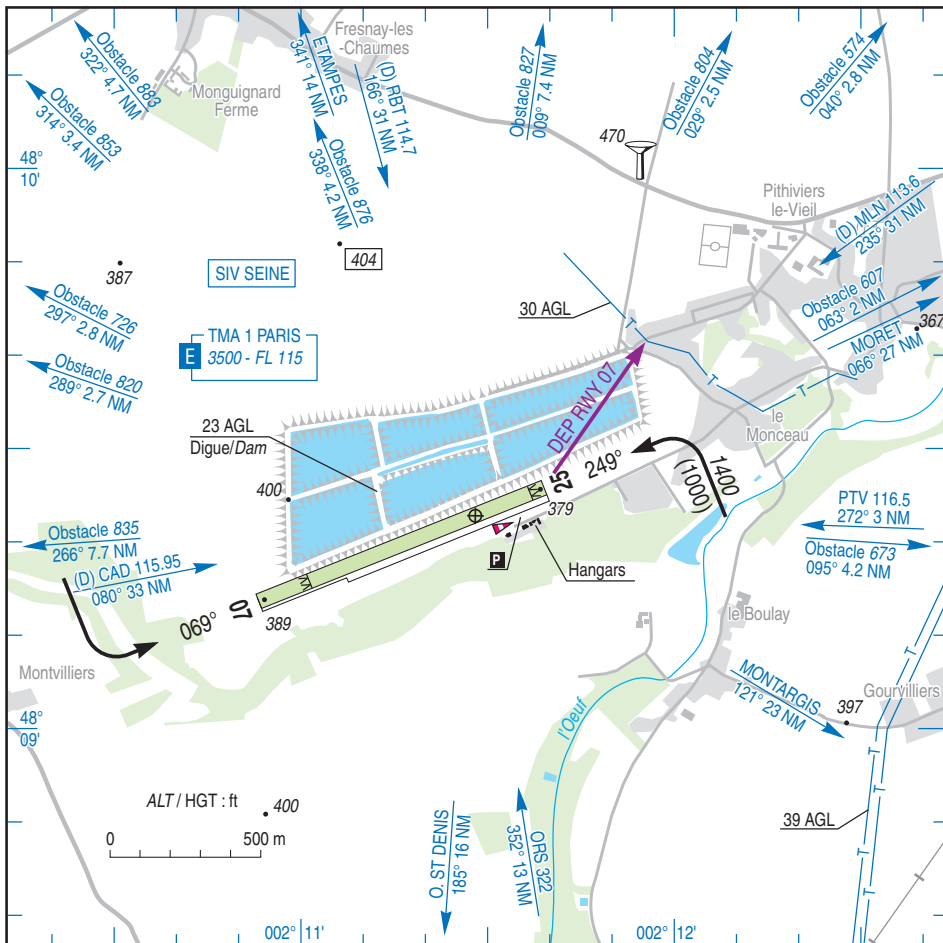 Fresnay-les
-Chaumes
Monguignard
Ferme
Obstacle 883
322° 4.7 NM
Obstacle 853
314° 3.4 NM
ETAMPES
341° 14 NM
(D) RBT 114.7
166° 31 NM
Obstacle 876
338° 4.2 NM
Obstacle 827
009° 7.4 NM
Obstacle 804
029° 2.5 NM
Obstacle 574
040° 2.8 NM
48°
10'
470
Pithiviers
le-Vieil
(D) MLN 113.6
235° 31 NM
404
387
SIV SEINE
30 AGL
Obstacle 607
063° 2 NM
MORET
066° 27 NM
367
Obstacle 726
297° 2.8 NM
TMA 1 PARIS
E
3500 - FL 115
Obstacle 820
289° 2.7 NM
T
T
T
DEP RWY 07
23 AGL
Digue/Dam
le
Monceau
249°
1400
(1000)
25
400
379
PTV 116.5
272° 3 NM
Obstacle 673
095° 4.2 NM
Obstacle 835
266° 7.7 NM
(D) CAD 115.95
080° 33 NM
P
Hangars
07
069°
389
le Boulay
Montvilliers
MONTARGIS
121° 23 NM
Gourvilliers
397
48°
09'
l'Oeuf
T
T
ALT / HGT : ft
400
0
500 m
O. ST DENIS
185° 16 NM
ORS 322
352° 13 NM
39 AGL
T
T
T
002° 11'
002° 12'